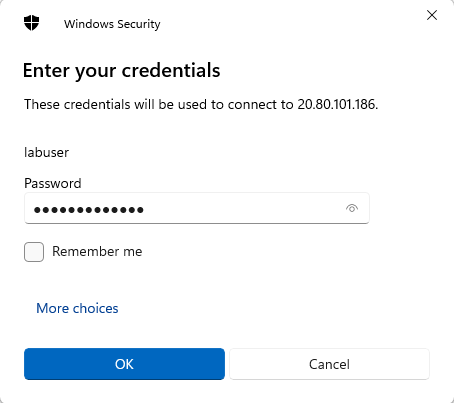 Windows Security
Enter your credentials
These credentials will be used to connect to 20.80.101.186.
labuser
Password
●●●●●●●●●●●●●
Remember me
More choices
OK
Cancel